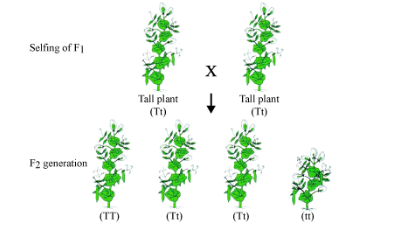 Selfing of F1
X
Tall plant Tall plant
(Tt) (Tt)
F2 generation
(TT) (Tt) (Tt) (tt)